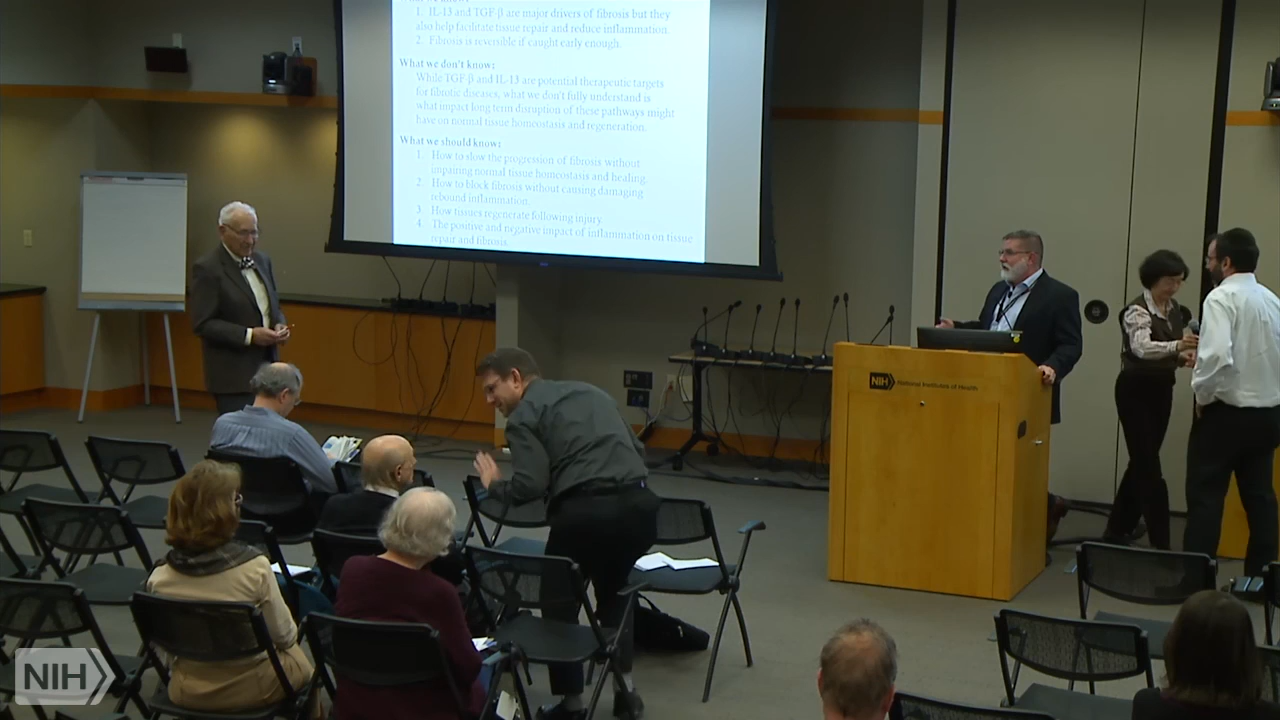 What we know:
1. IL-13 and TGF-β are major drivers of fibrosis but they
also help facilitate tissue repair and reduce inflammation.
2. Fibrosis is reversible if caught early enough.
What we don't know:
While TGF-β and IL-13 are potential therapeutic targets
for fibrotic diseases, what we don't fully understand is
what impact long term disruption of these pathways might
have on normal tissue homeostasis and regeneration.
What we should know:
1. How to slow the progression of fibrosis without
impairing normal tissue homeostasis and healing.
2. How to block fibrosis without causing damaging
rebound inflammation.
3. How tissues regenerate following injury.
4. The positive and negative impact of inflammation on tissue
repair and fibrosis.
NIH National Institutes of Health
NIH